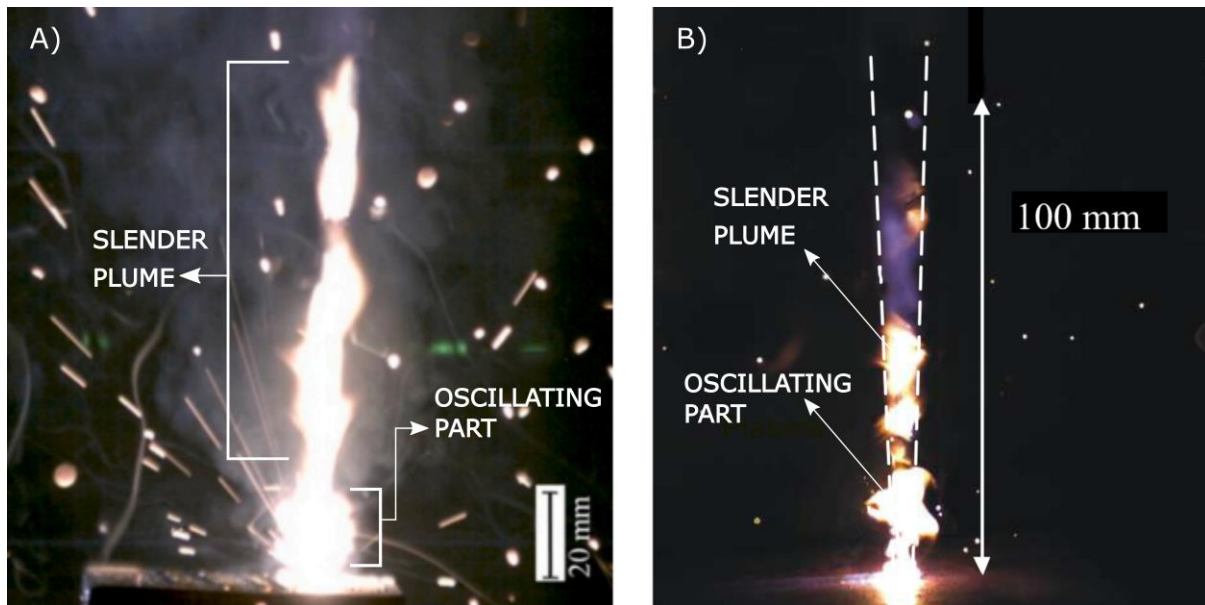 A)
SLENDER
PLUME
OSCILLATING
PART
20 mm
B)
SLENDER
PLUME
100 mm
OSCILLATING
PART